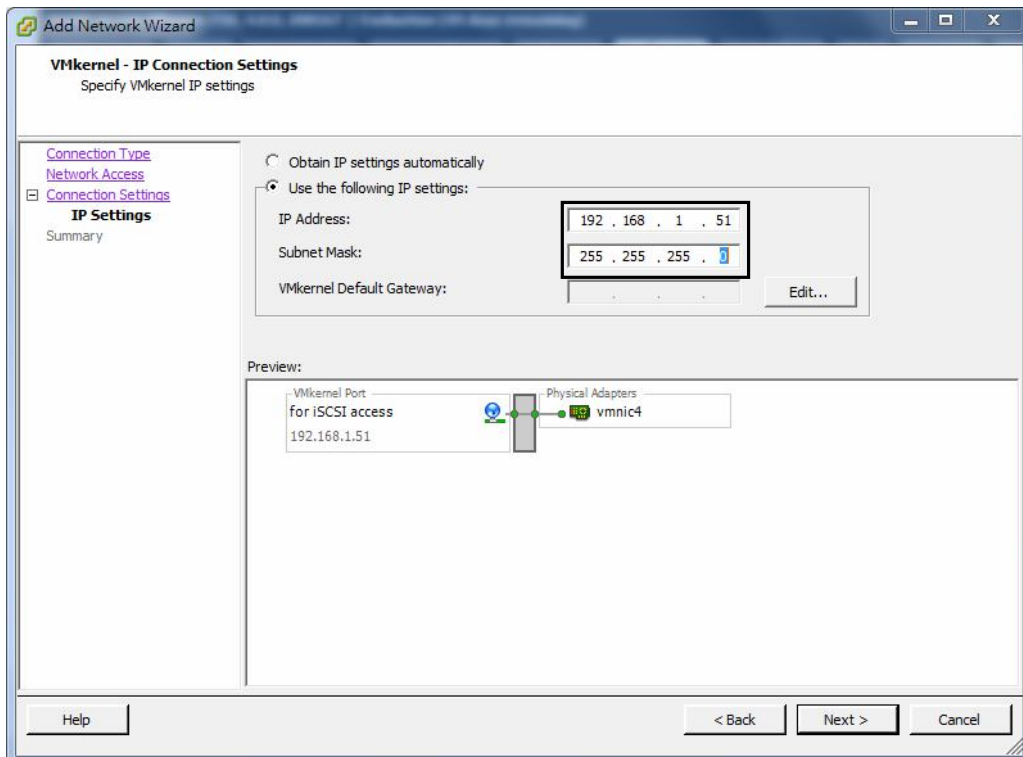 Add Network Wizard
VMkernel - IP Connection Settings
Specify VMkernel IP settings
Connection Type
Network Access
Connection Settings
IP Settings
Summary
Obtain IP settings automatically
Use the following IP settings:
IP Address: 192 . 168 . 1 . 51
Subnet Mask: 255 . 255 . 255 . 0
VMkernel Default Gateway: . . . Edit...
Preview:
VMkernel Port
for iSCSI access
192.168.1.51
Physical Adapters
vmnic4
Help < Back Next > Cancel